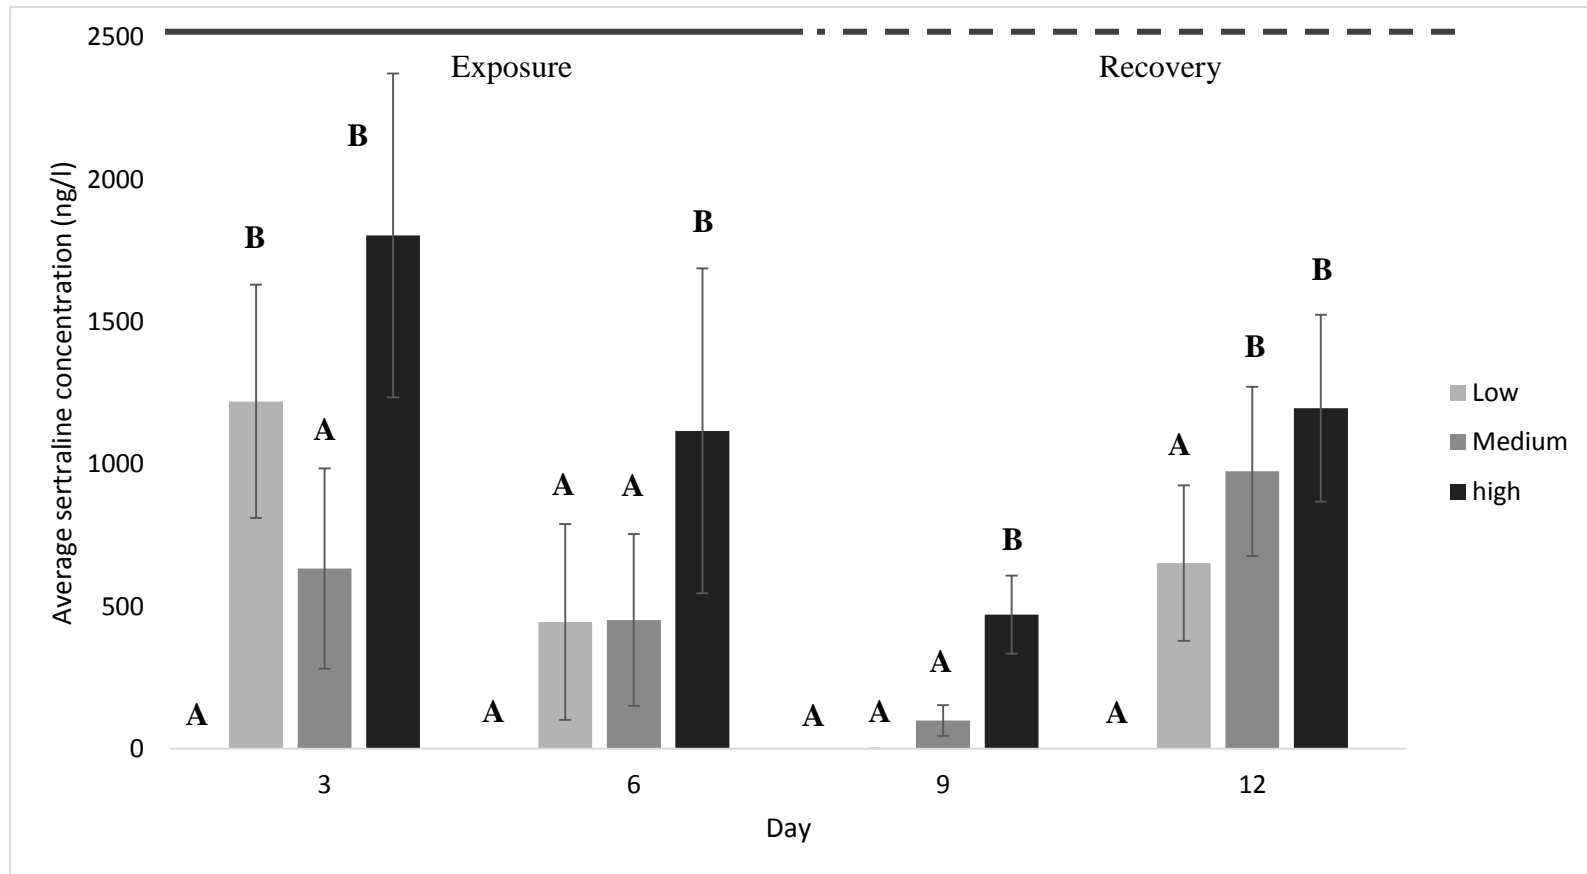 2500
Exposure
Recovery
B
2000
B
B
B
1500
B
A
1000
A
A
A
B
500
A
A
A
A
A
A
0
3
6
9
12
Day
Average sertraline concentration (ng/l)
Low
Medium
high